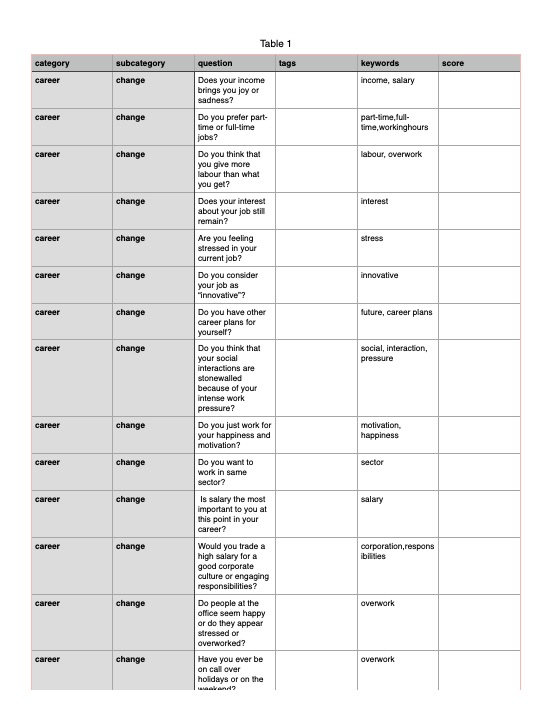 Table 1
category subcategory question tags keywords score
career change Does your income income, salary
brings you joy or
sadness?
career change Do you prefer part- part-time,full-
time or full-time time,workinghours
jobs?
career change Do you think that labour, overwork
you give more
labour than what
you get?
career change Does your interest interest
about your job still
remain?
career change Are you feeling stress
stressed in your
current job?
career change Do you consider innovative
your job as
“innovative”?
career change Do you have other future, career plans
career plans for
yourself?
career change Do you think that social, interaction,
your social pressure
interactions are
stonewalled
because of your
intense work
pressure?
career change Do you just work for motivation,
your happiness and happiness
motivation?
career change Do you want to sector
work in same
sector?
career change Is salary the most salary
important to you at
this point in your
career?
career change Would you trade a corporation,respons
high salary for a ibilities
good corporate
culture or engaging
responsibilities?
career change Do people at the overwork
office seem happy
or do they appear
stressed or
overworked?
career change Have you ever be overwork
on call over
holidays or on the
weekend?